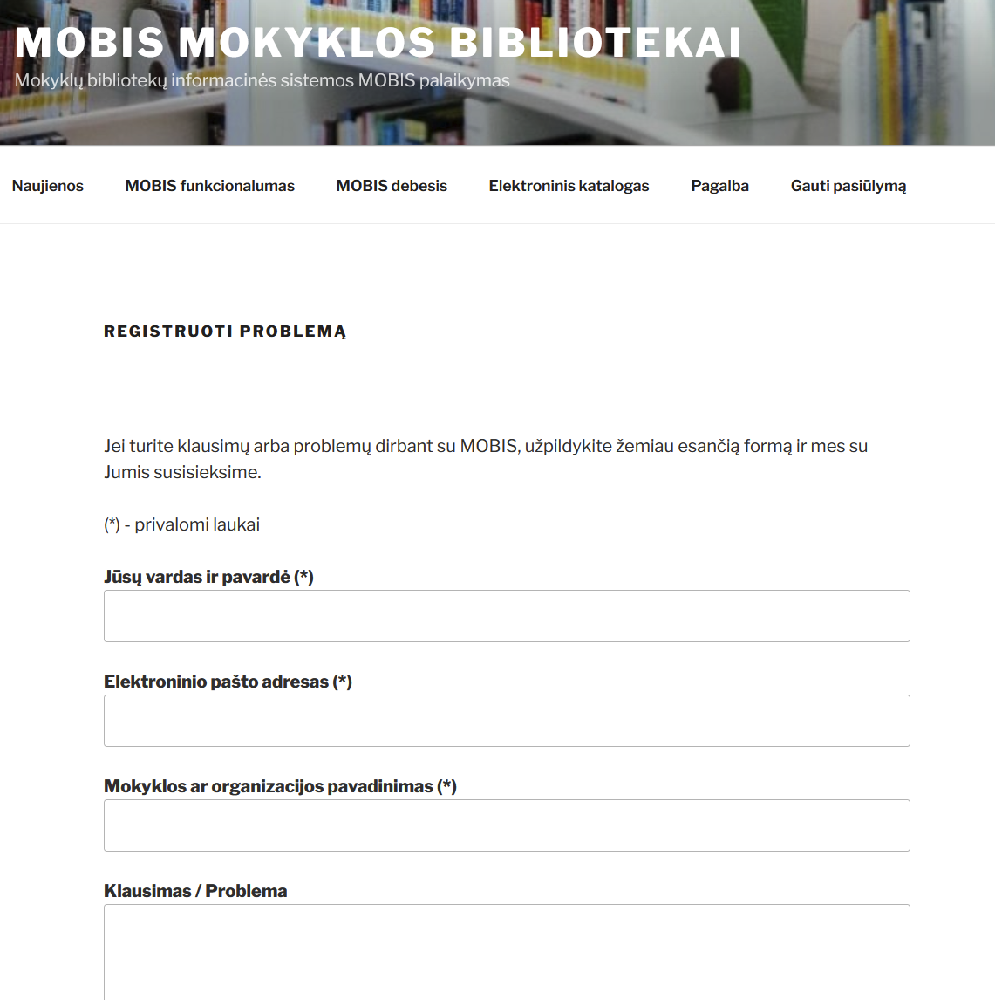 MOBIS MOKYKLOS BIBLIOTEKAI
Mokyklų bibliotekų informacinės sistemos MOBIS palaikymas
Naujienos MOBIS funkcionalumas MOBIS debesis Elektroninis katalogas Pagalba Gauti pasiūlymą
REGISTRUOTI PROBLEMĄ
Jei turite klausimų arba problemų dirbant su MOBIS, užpildykite žemiau esančią formą ir mes su
Jumis susisieksime.
(*) - privalomi laukai
Jūsų vardas ir pavardė (*)
Elektroninio pašto adresas (*)
Mokyklos ar organizacijos pavadinimas (*)
Klausimas / Problema